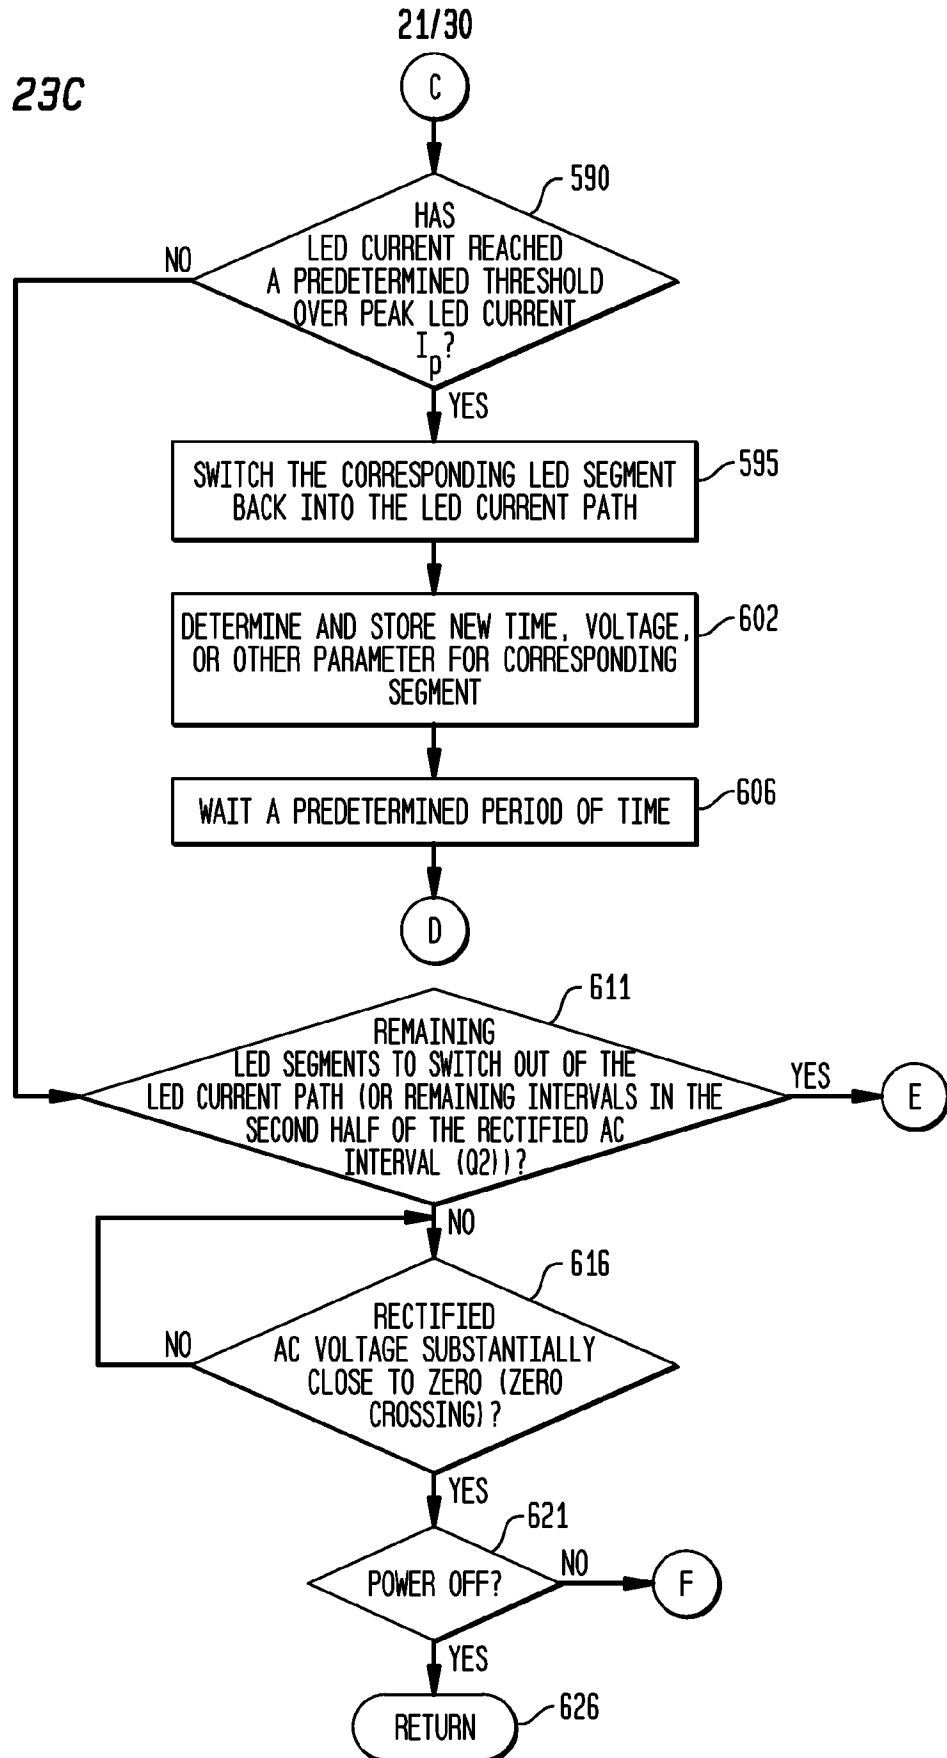 21/30
23C
C
590
HAS
LED CURRENT REACHED
A PREDETERMINED THRESHOLD
OVER PEAK LED CURRENT
Ip?
NO
YES
SWITCH THE CORRESPONDING LED SEGMENT
BACK INTO THE LED CURRENT PATH
595
DETERMINE AND STORE NEW TIME, VOLTAGE,
OR OTHER PARAMETER FOR CORRESPONDING
SEGMENT
602
WAIT A PREDETERMINED PERIOD OF TIME
606
D
611
REMAINING
LED SEGMENTS TO SWITCH OUT OF THE
LED CURRENT PATH (OR REMAINING INTERVALS IN THE
SECOND HALF OF THE RECTIFIED AC
INTERVAL (Q2))?
YES
E
NO
616
RECTIFIED
AC VOLTAGE SUBSTANTIALLY
CLOSE TO ZERO (ZERO
CROSSING)?
NO
YES
621
POWER OFF?
NO
F
YES
RETURN
626